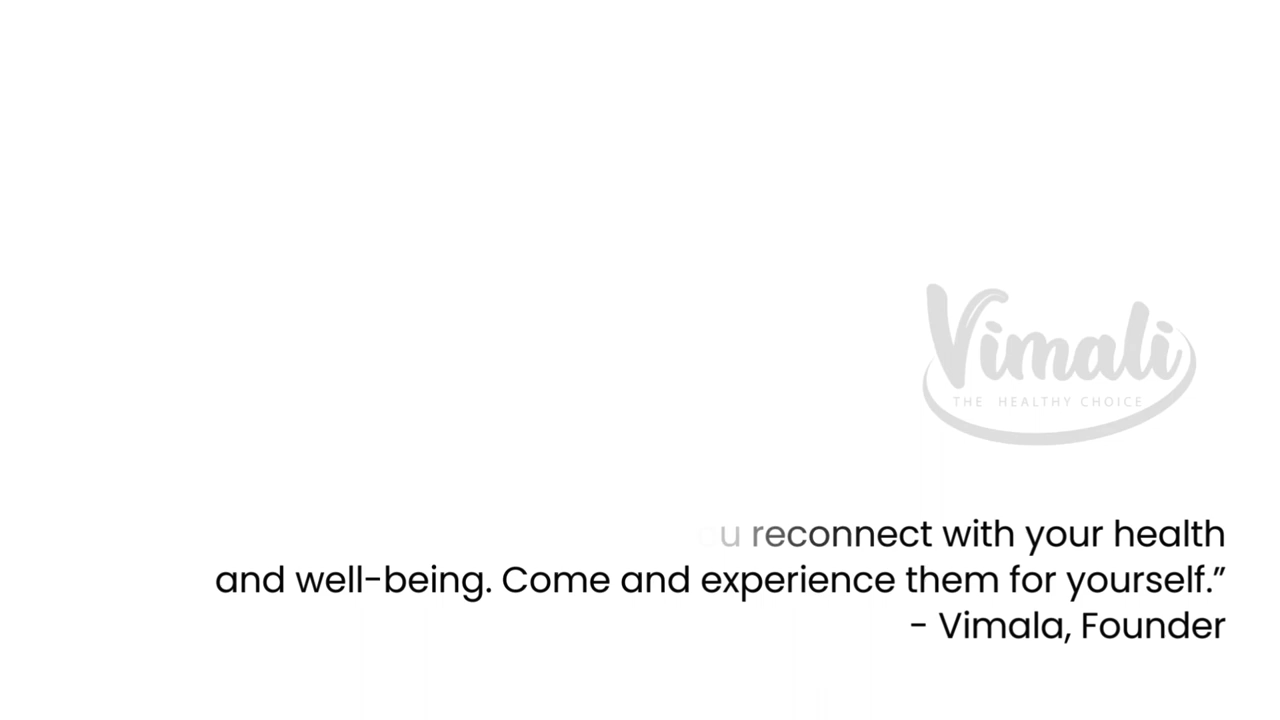 Vimali
THE HEALTHY CHOICE
reconnect with your health
and well-being. Come and experience them for yourself.”
- Vimala, Founder